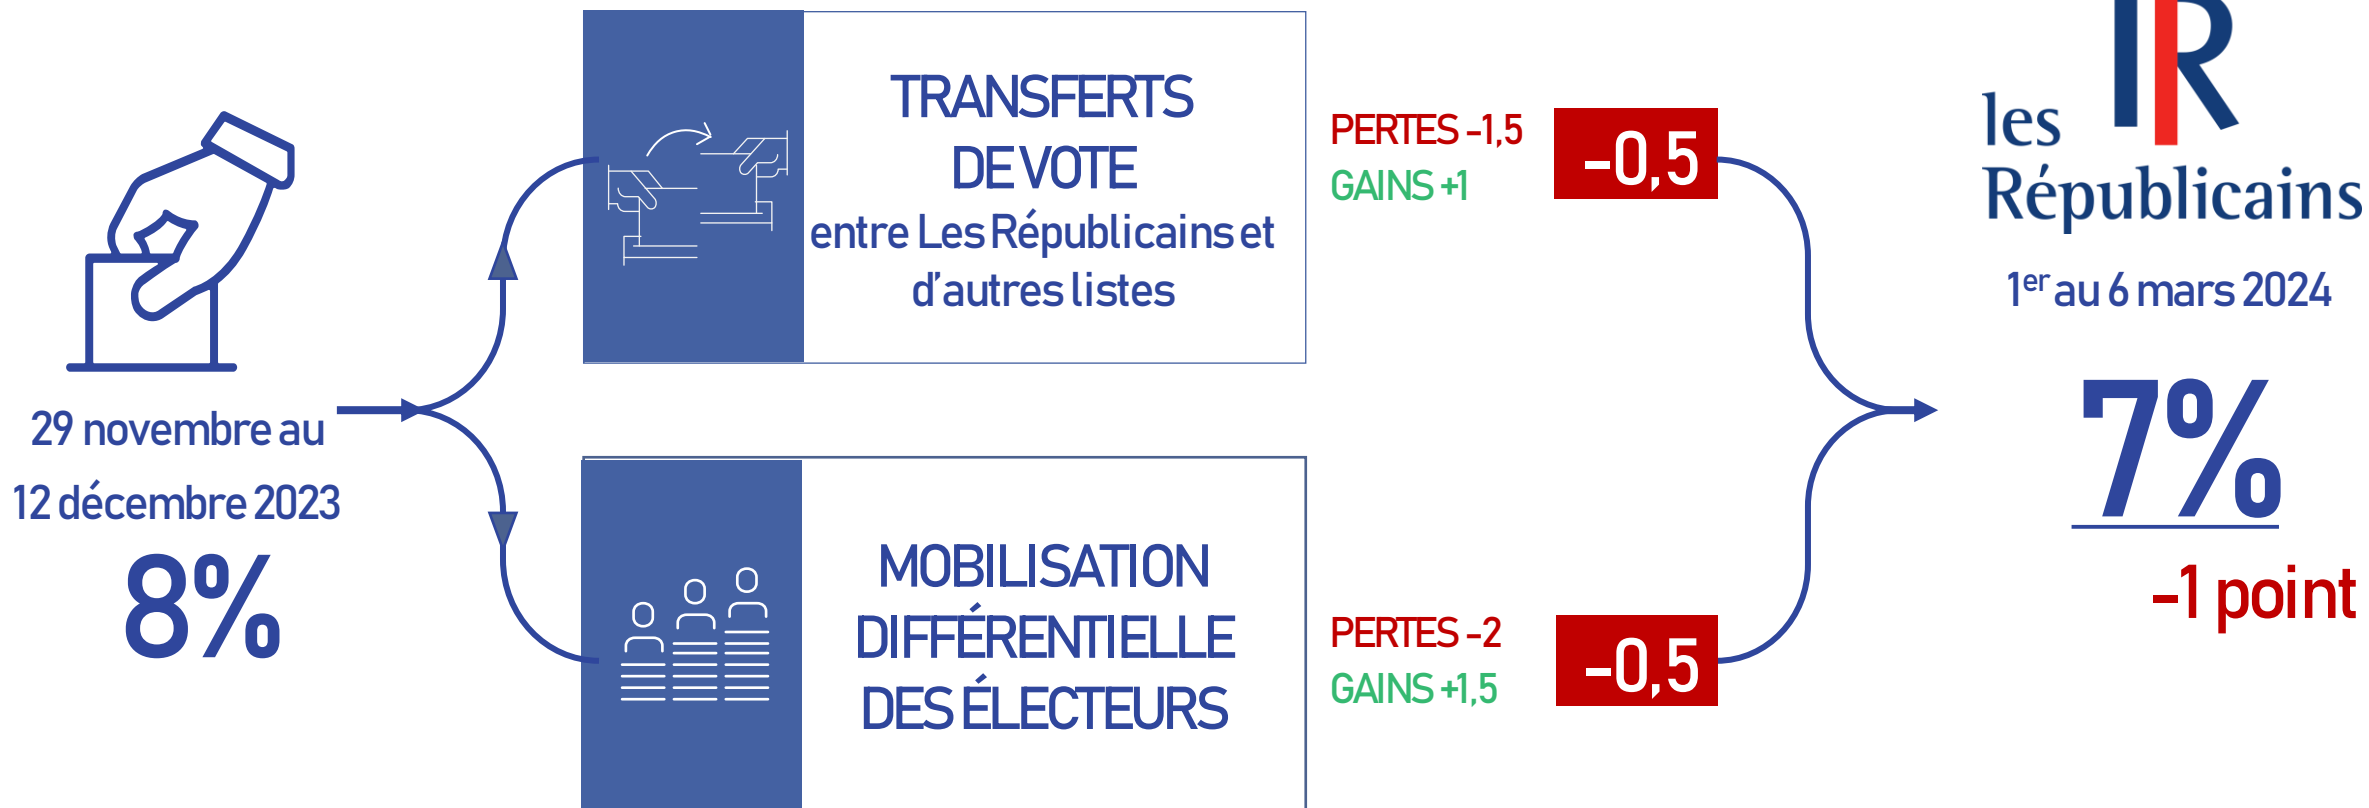 29 novembre au
12 décembre 2023
8%
TRANSFERTS
DE VOTE
entre Les Républicains et
d'autres listes
PERTES -1,5
GAINS +1
-0,5
MOBILISATION
DIFFÉRENTIELLE
DES ÉLECTEURS
PERTES -2
GAINS +1,5
-0,5
lR
les
Républicains
1er au 6 mars 2024
7%
-1 point